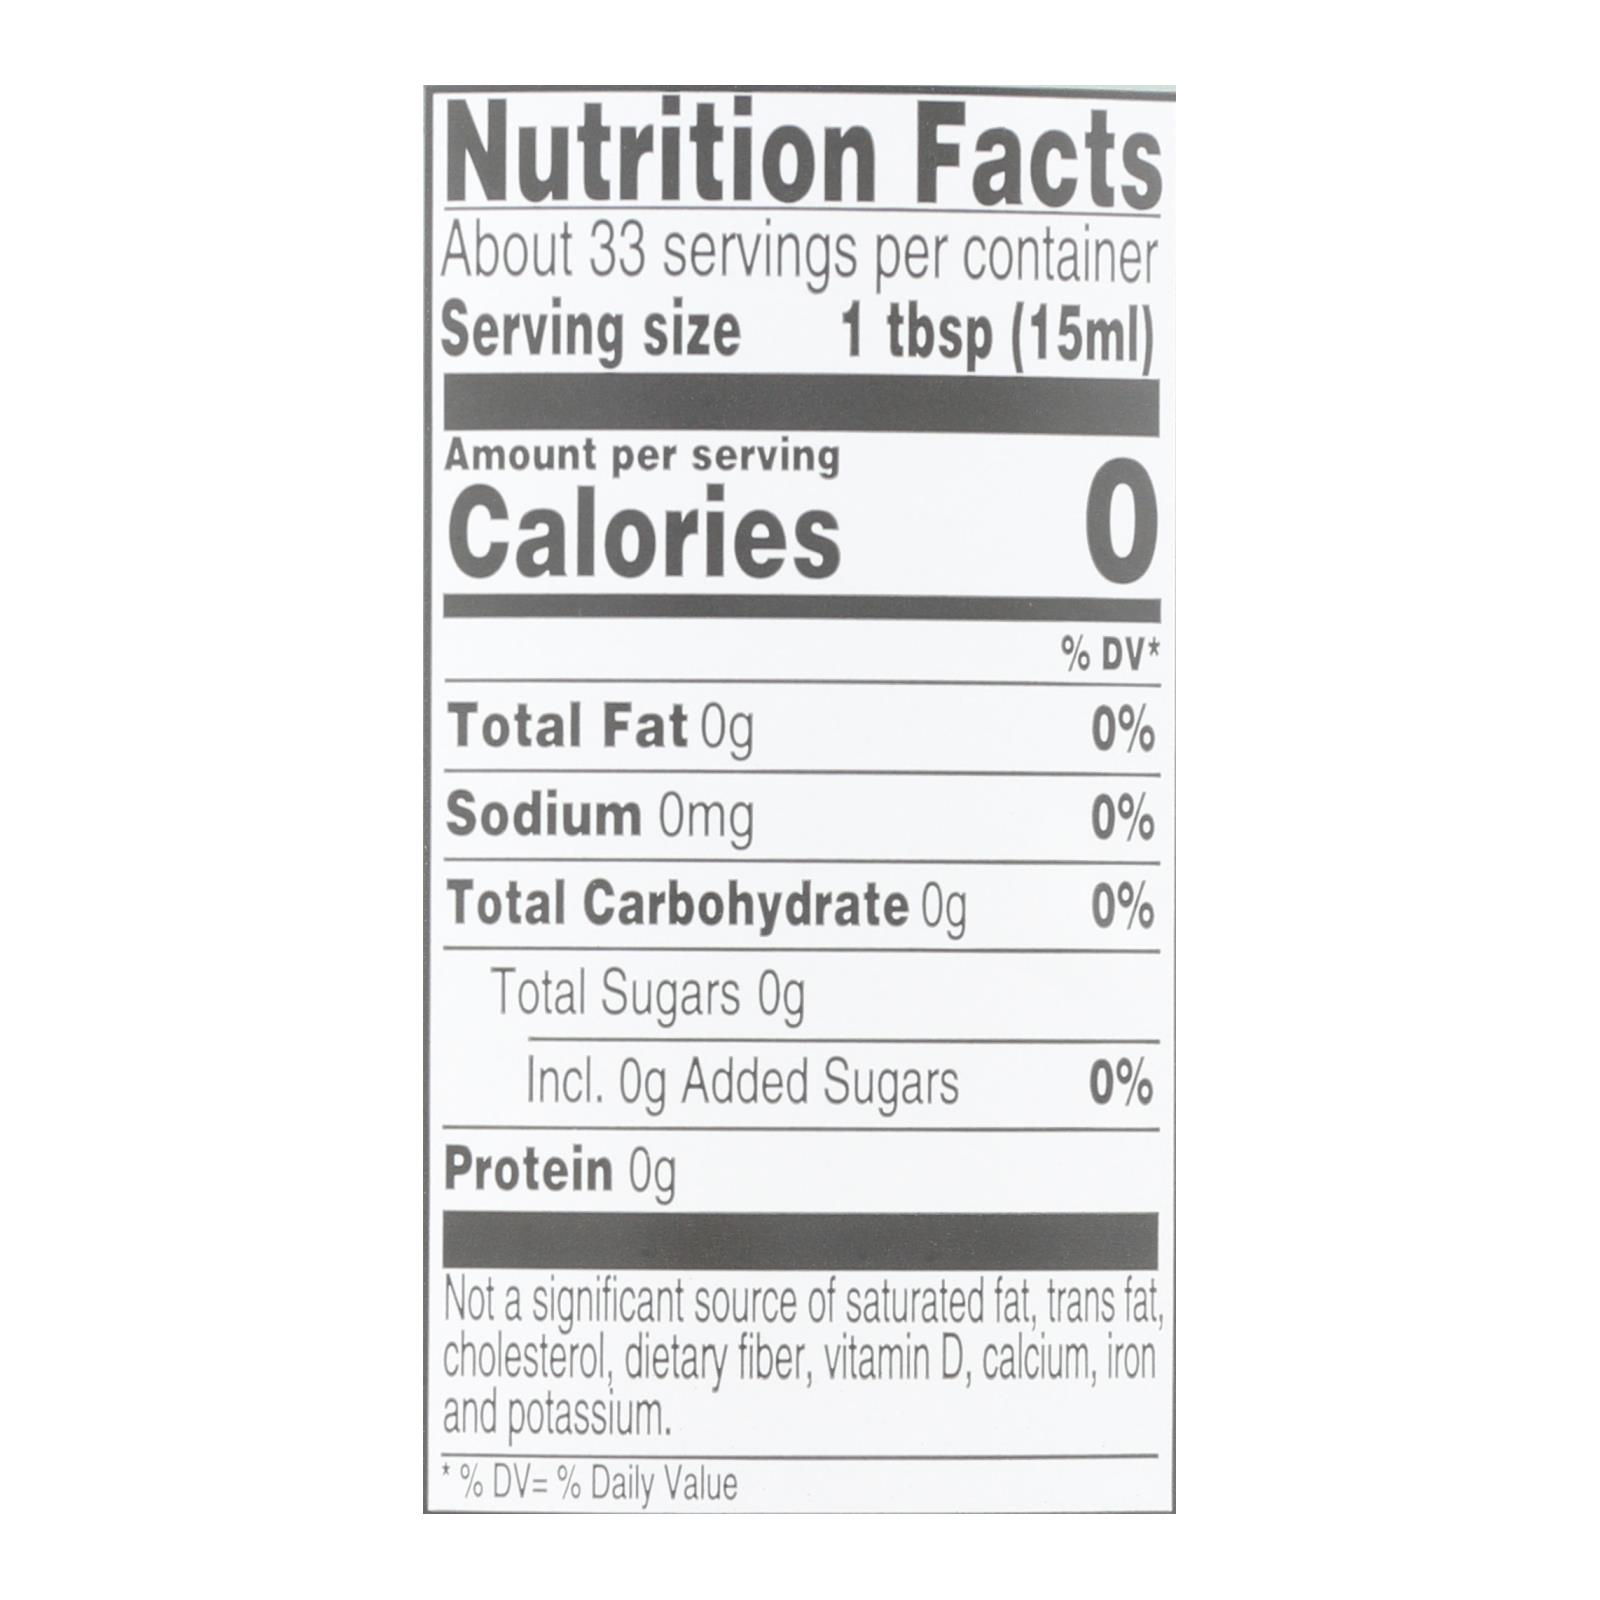 Nutrition Facts
About 33 servings per container
Serving size 1 tbsp (15ml)
Amount per serving
Calories 0
% DV*
Total Fat 0g 0%
Sodium 0mg 0%
Total Carbohydrate 0g 0%
Total Sugars 0g
Incl. 0g Added Sugars 0%
Protein 0g
Not a significant source of saturated fat, trans fat,
cholesterol, dietary fiber, vitamin D, calcium, iron
and potassium.
* % DV= % Daily Value